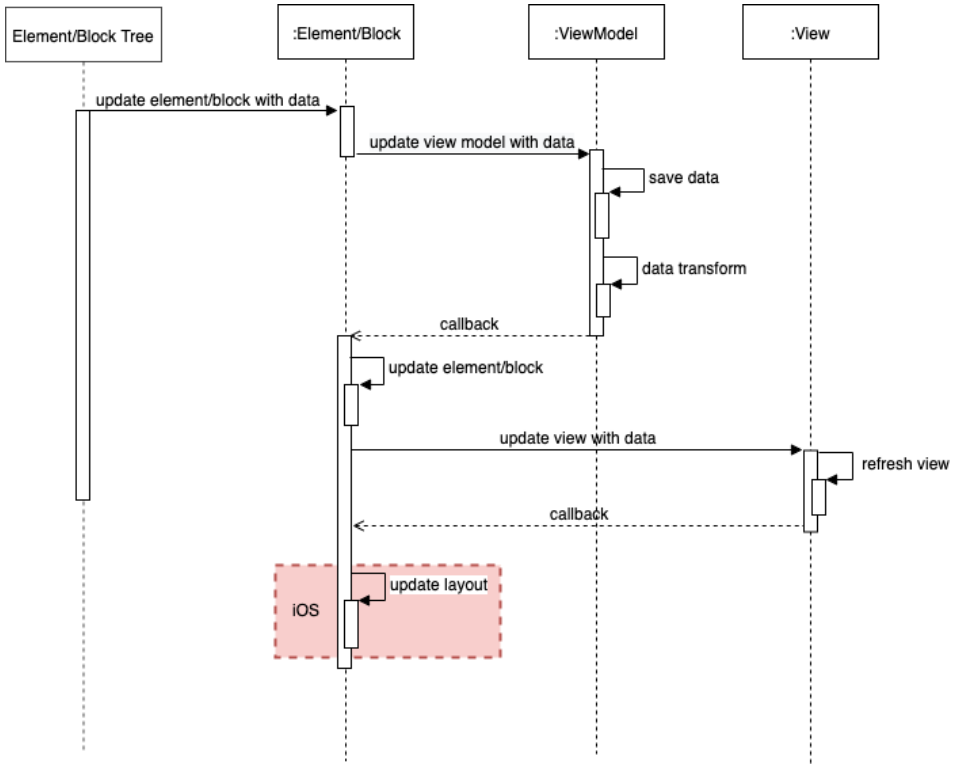 Element/Block Tree
:Element/Block
:ViewModel
:View
update element/block with data
update view model with data
save data
data transform
callback
update element/block
update view with data
refresh view
callback
update layout
iOS